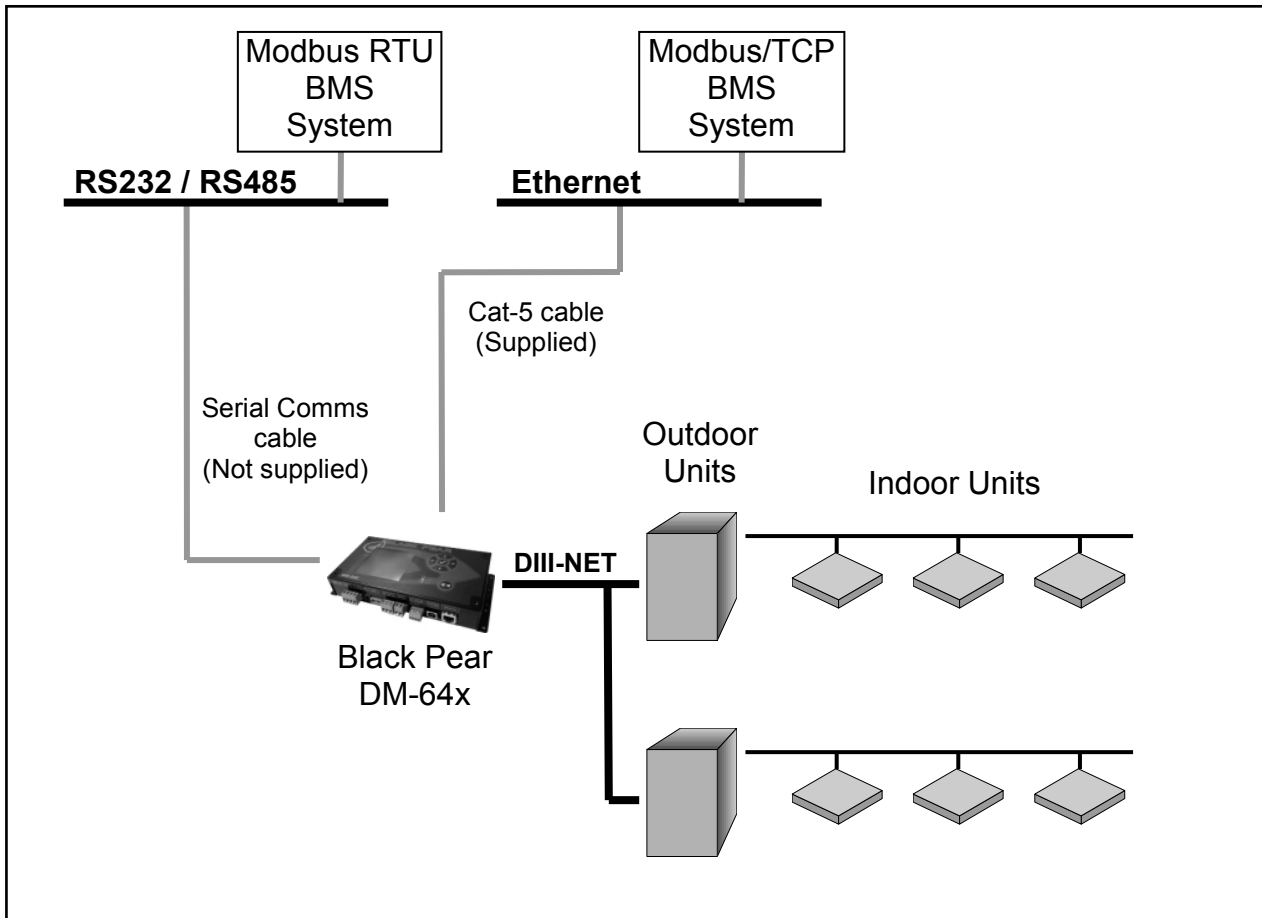 Modbus RTU
BMS
System
Modbus/TCP
BMS
System
RS232 / RS485
Ethernet
Cat-5 cable
(Supplied)
Serial Comms
cable
(Not supplied)
Outdoor
Units
Indoor Units
DIII-NET
Black Pear
DM-64x